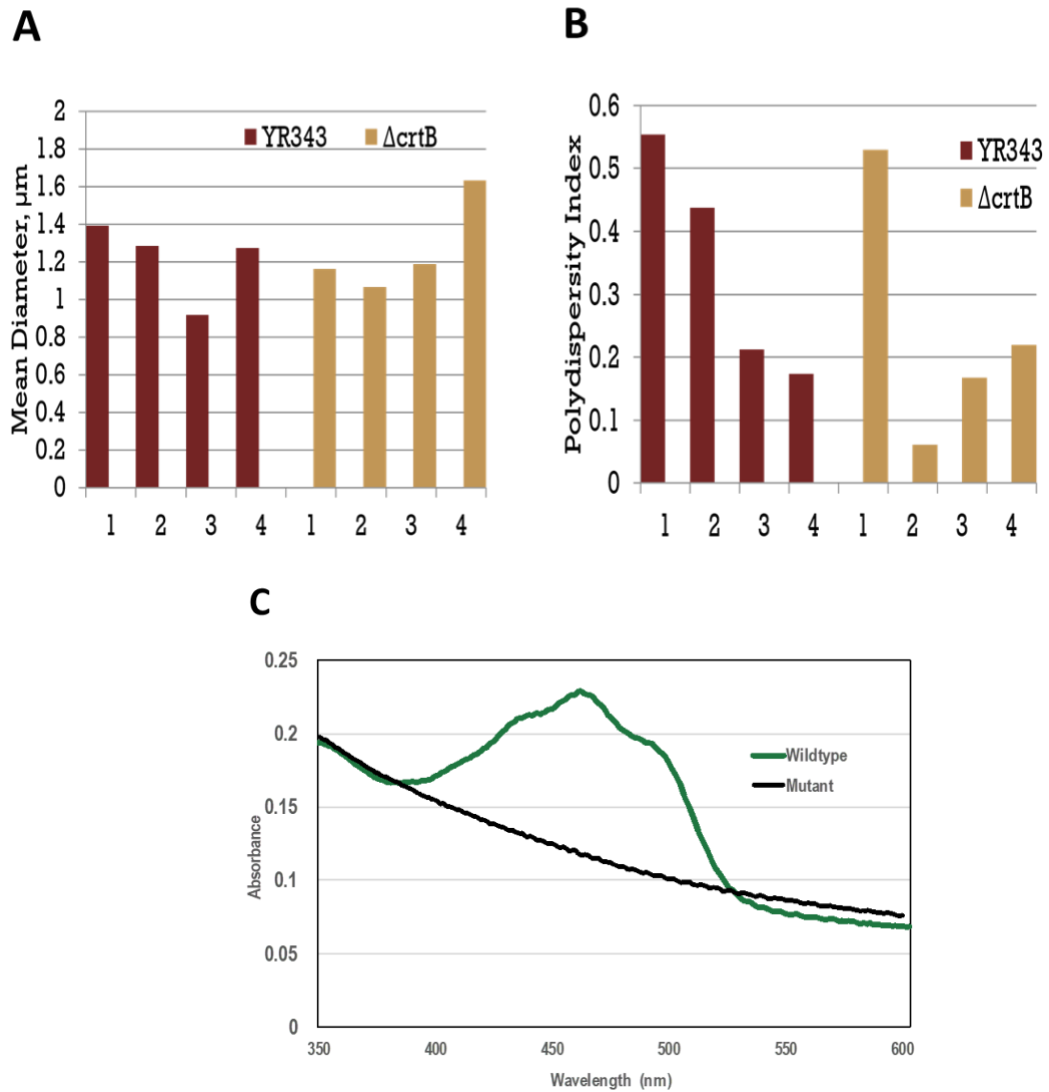 A
Mean Diameter, µm
2
1.8
1.6
1.4
1.2
1
0.8
0.6
0.4
0.2
0
YR343 ΔcrtB
1 2 3 4 1 2 3 4
B
Polydispersity Index
0.6
0.5
0.4
0.3
0.2
0.1
0
YR343
ΔcrtB
1 2 3 4 1 2 3 4
C
Absorbance
0.25
0.2
0.15
0.1
0.05
0
Wildtype
Mutant
350 400 450 500 550 600
Wavelength (nm)